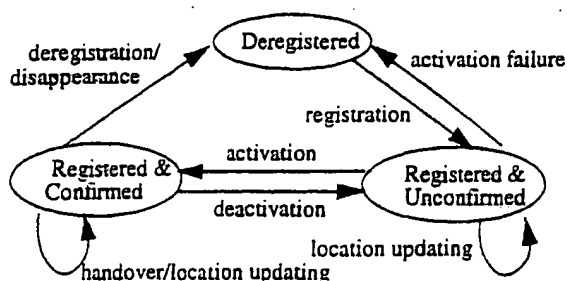 Deregistered
deregistration/
disappearance
activation failure
registration
activation
Registered &
Confirmed
Registered &
Unconfirmed
deactivation
location updating
handover/location updating